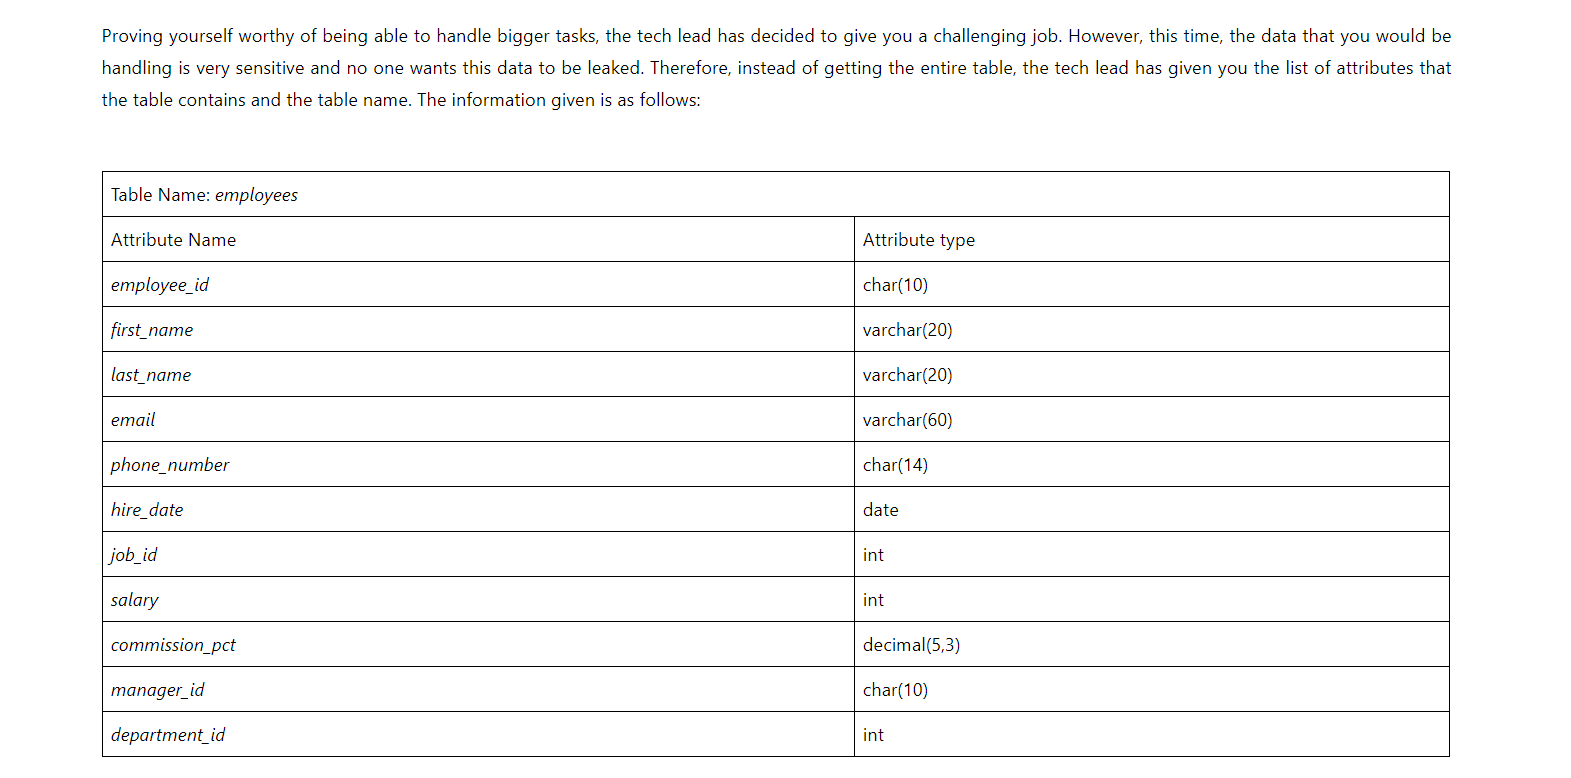 Proving yourself worthy of being able to handle bigger tasks, the tech lead has decided to give you a challenging job. However, this time, the data that you would be
handling is very sensitive and no one wants this data to be leaked. Therefore, instead of getting the entire table, the tech lead has given you the list of attributes that
the table contains and the table name. The information given is as follows:
Table Name: employees
Attribute Name Attribute type
employee_id char(10)
first_name varchar(20)
last_name varchar(20)
email varchar(60)
phone_number char(14)
hire_date date
job_id int
salary int
commission_pct decimal(5,3)
manager_id char(10)
department_id int